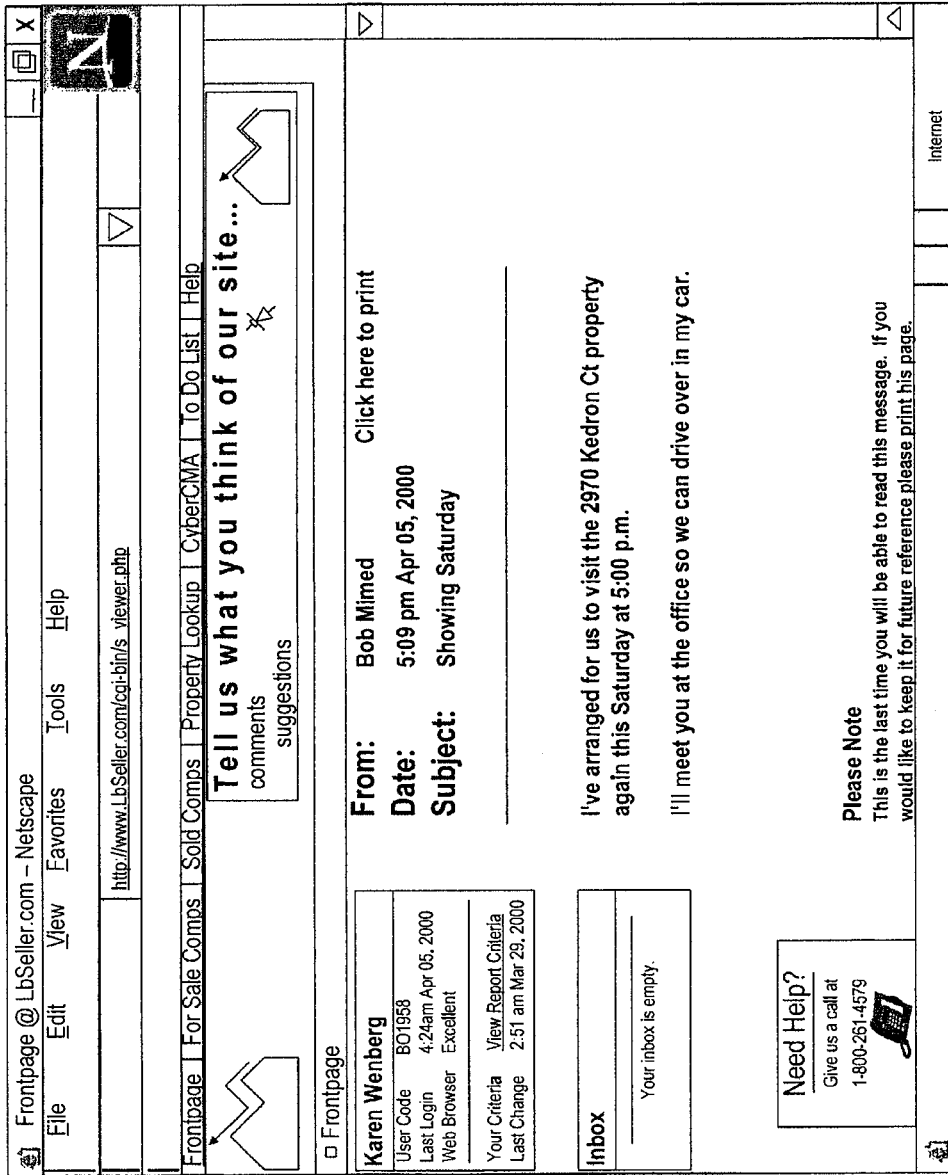 Frontpage @ LbSeller.com – Netscape
_ X
File Edit View Favorites Tools Help
N
http://www.LbSeller.com/cgi-bin/s_viewer.php
Frontpage | For Sale Comps | Sold Comps | Property Lookup | CyberCMA | To Do List | Help
Tell us what you think of our site...
comments
suggestions
Frontpage
Karen Wenberg
User Code BO1958
Last Login 4:24am Apr 05, 2000
Web Browser Excellent
Your Criteria View Report Criteria
Last Change 2:51 am Mar 29, 2000
Inbox
Your inbox is empty.
Need Help?
Give us a call at
1-800-261-4579
From: Bob Mimed Click here to print
Date: 5:09 pm Apr 05, 2000
Subject: Showing Saturday
I've arranged for us to visit the 2970 Kedron Ct property
again this Saturday at 5:00 p.m.
I'll meet you at the office so we can drive over in my car.
Please Note
This is the last time you will be able to read this message. If you
would like to keep it for future reference please print his page.
Internet